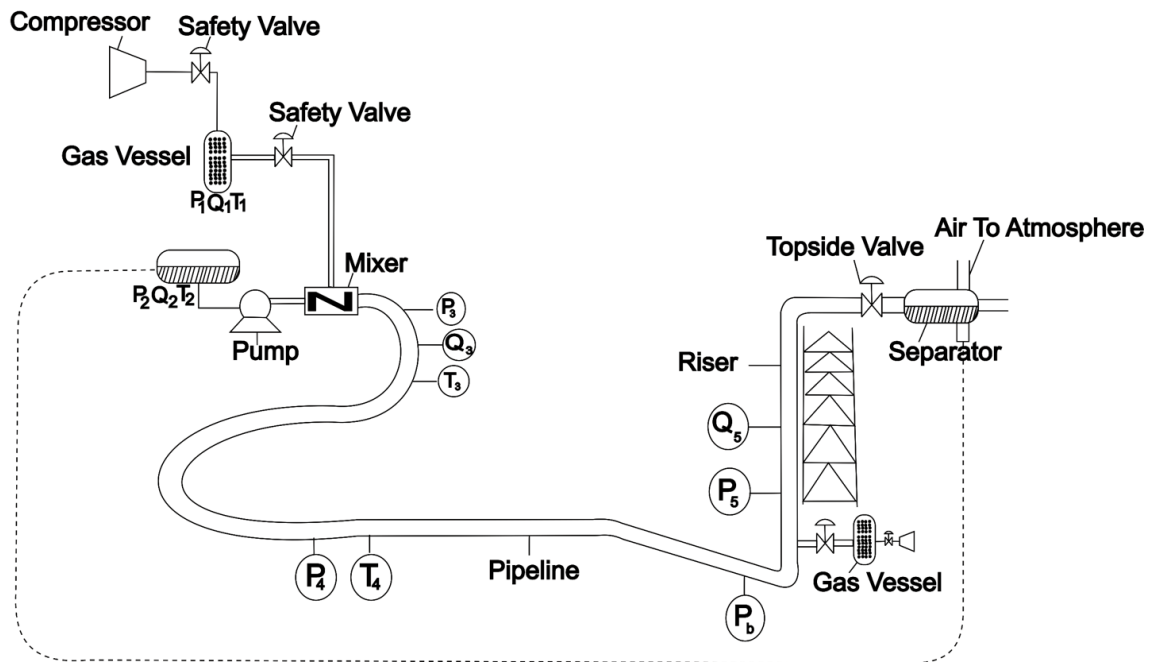 Compressor
Safety Valve
Safety Valve
Gas Vessel
P₁Q₁T₁
Air To Atmosphere
Topside Valve
Mixer
P₂Q₂T₂
P₃
Pump
Q₃
Separator
Riser
T₃
Q₅
P₅
P₄
T₄
Pipeline
Gas Vessel
P_b